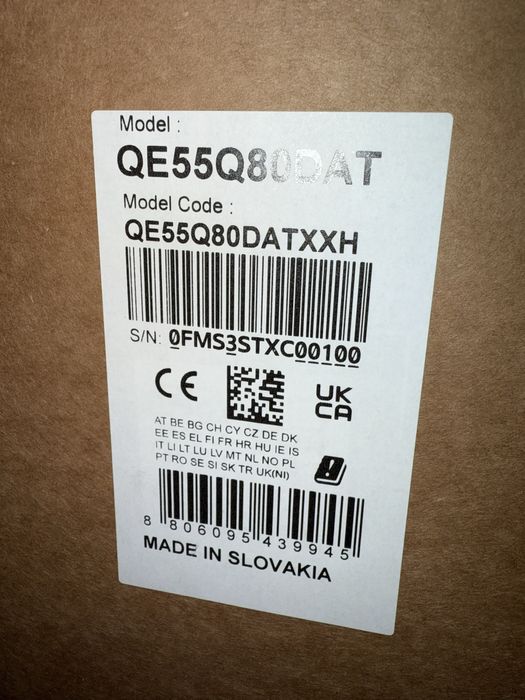 Model :
QE55Q80DAT
Model Code :
QE55Q80DATXXH
S/N: 0FMS3STXC00100
CE
UK
CA
AT BE BG CH CY CZ DE DK
EE ES EL FI FR HR HU IE IS
IT LI LT LU LV MT NL NO PL
PT RO SE SI SK TR UK(NI)
8 806095 439945
MADE IN SLOVAKIA